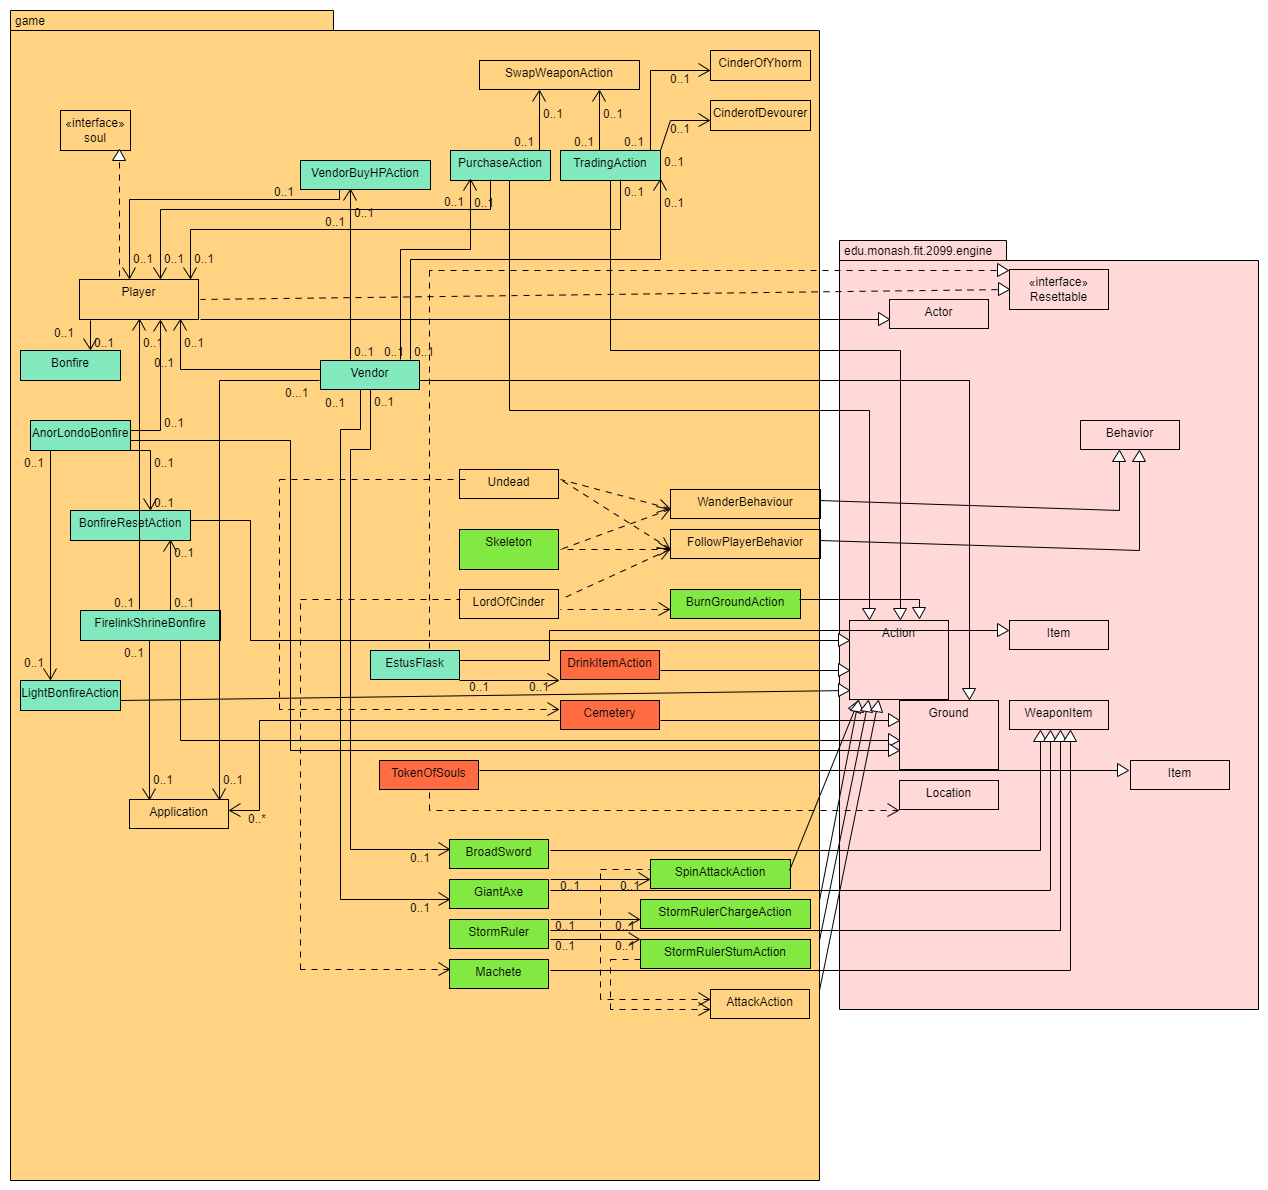 game
SwapWeaponAction
CinderOfYhorm
0..1
«interface»
soul
0..1
0..1
CinderofDevourer
0..1
0..1
0..1
0..1
VendorBuyHPAction
PurchaseAction
TradingAction
0..1
0..1
0..1
0..1
0..1
0..1
0..1
0..1
edu.monash.fit.2099.engine
0..1
0..1
0..1
Player
«interface»
Resettable
Actor
0..1
0..1
0..1
0..1
0..1
0..1
0..1
0..1
Bonfire
Vendor
0...1
0..1
0..1
AnorLondoBonfire
0..1
Behavior
0..1
0..1
Undead
WanderBehaviour
0..1
BonfireResetAction
Skeleton
FollowPlayerBehavior
0..1
LordOfCinder
BurnGroundAction
0..1
0..1
FirelinkShrineBonfire
Action
Item
0..1
0..1
EstusFlask
DrinkItemAction
LightBonfireAction
0..1
0..1
Cemetery
Ground
WeaponItem
TokenOfSouls
Item
0..1
0..1
Location
Application
0..*
BroadSword
0..1
SpinAttackAction
GiantAxe
0..1
0..1
0..1
StormRulerChargeAction
StormRuler
0..1
0..1
0..1
0..1
StormRulerStumAction
Machete
AttackAction